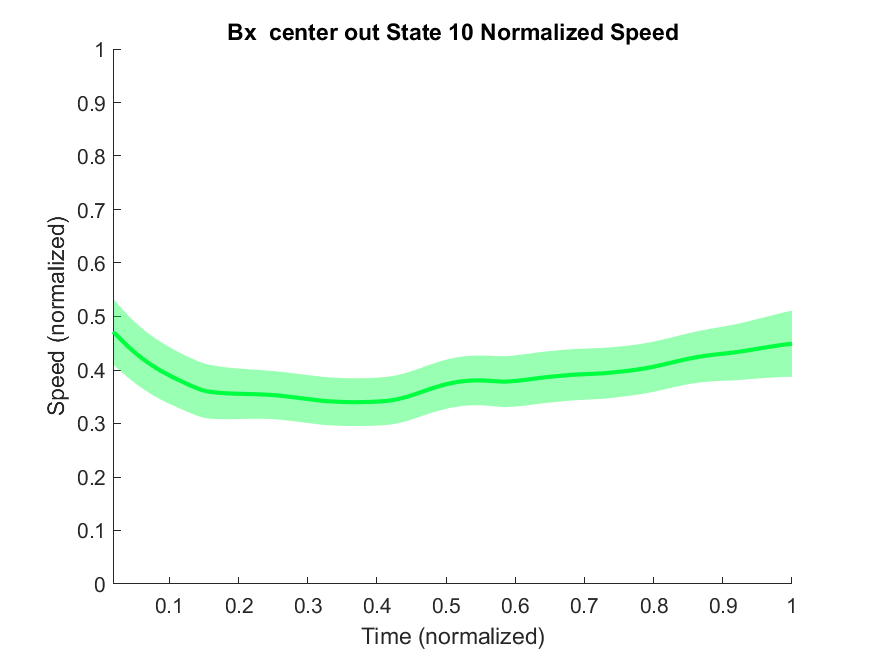 Bx  center out State 10 Normalized Speed
1
0.9
0.8
0.7
0.6
0.5
0.4
0.3
0.2
0.1
0
Speed (normalized)
0.1 0.2 0.3 0.4 0.5 0.6 0.7 0.8 0.9 1
Time (normalized)